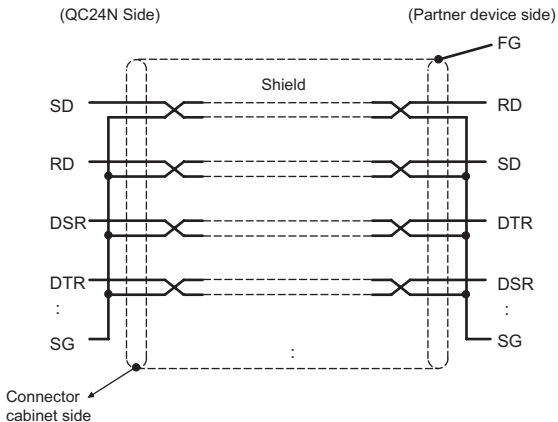 (QC24N Side) (Partner device side)
FG
Shield
SD RD
RD SD
DSR DTR
DTR DSR
: :
SG SG
:
Connector
cabinet side